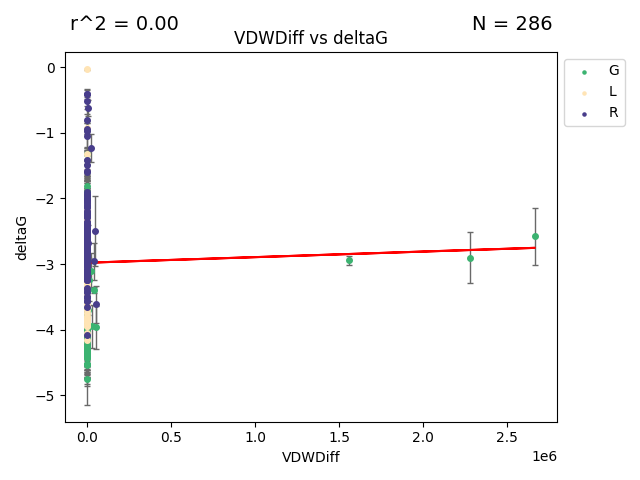 r^2 = 0.00
N = 286
VDWDiff vs deltaG
G
L
R
deltaG
0
−1
−2
−3
−4
−5
0.0
0.5
1.0
1.5
2.0
2.5
1e6
VDWDiff